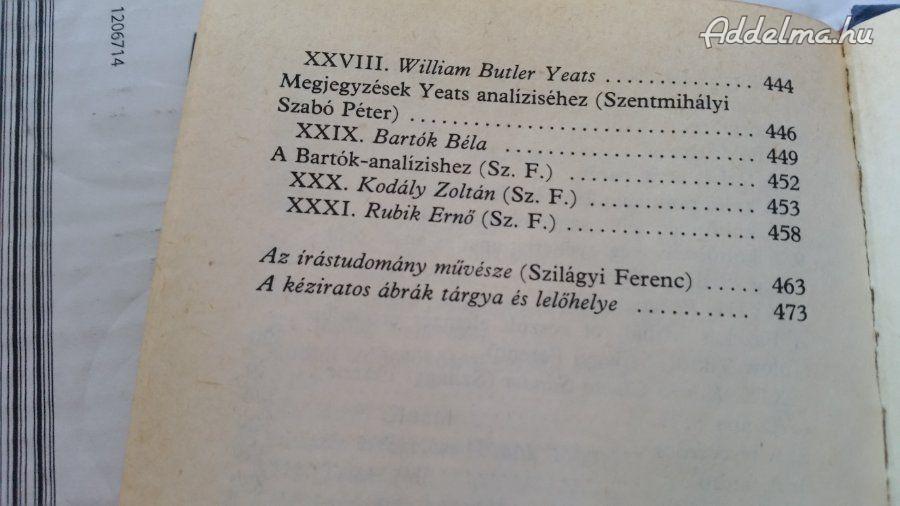 Addelma.hu
1206714
XXVIII. William Butler Yeats .................. 444
Megjegyzések Yeats analíziséhez (Szentmihályi
Szabó Péter) .................. 446
XXIX. Bartók Béla .................. 449
A Bartók-analízishez (Sz. F.) .................. 452
XXX. Kodály Zoltán (Sz. F.) .................. 453
XXXI. Rubik Ernő (Sz. F.) .................. 458
Az írástudomány művésze (Szilágyi Ferenc) ..... 463
A kéziratos ábrák tárgya és lelőhelye .......... 473